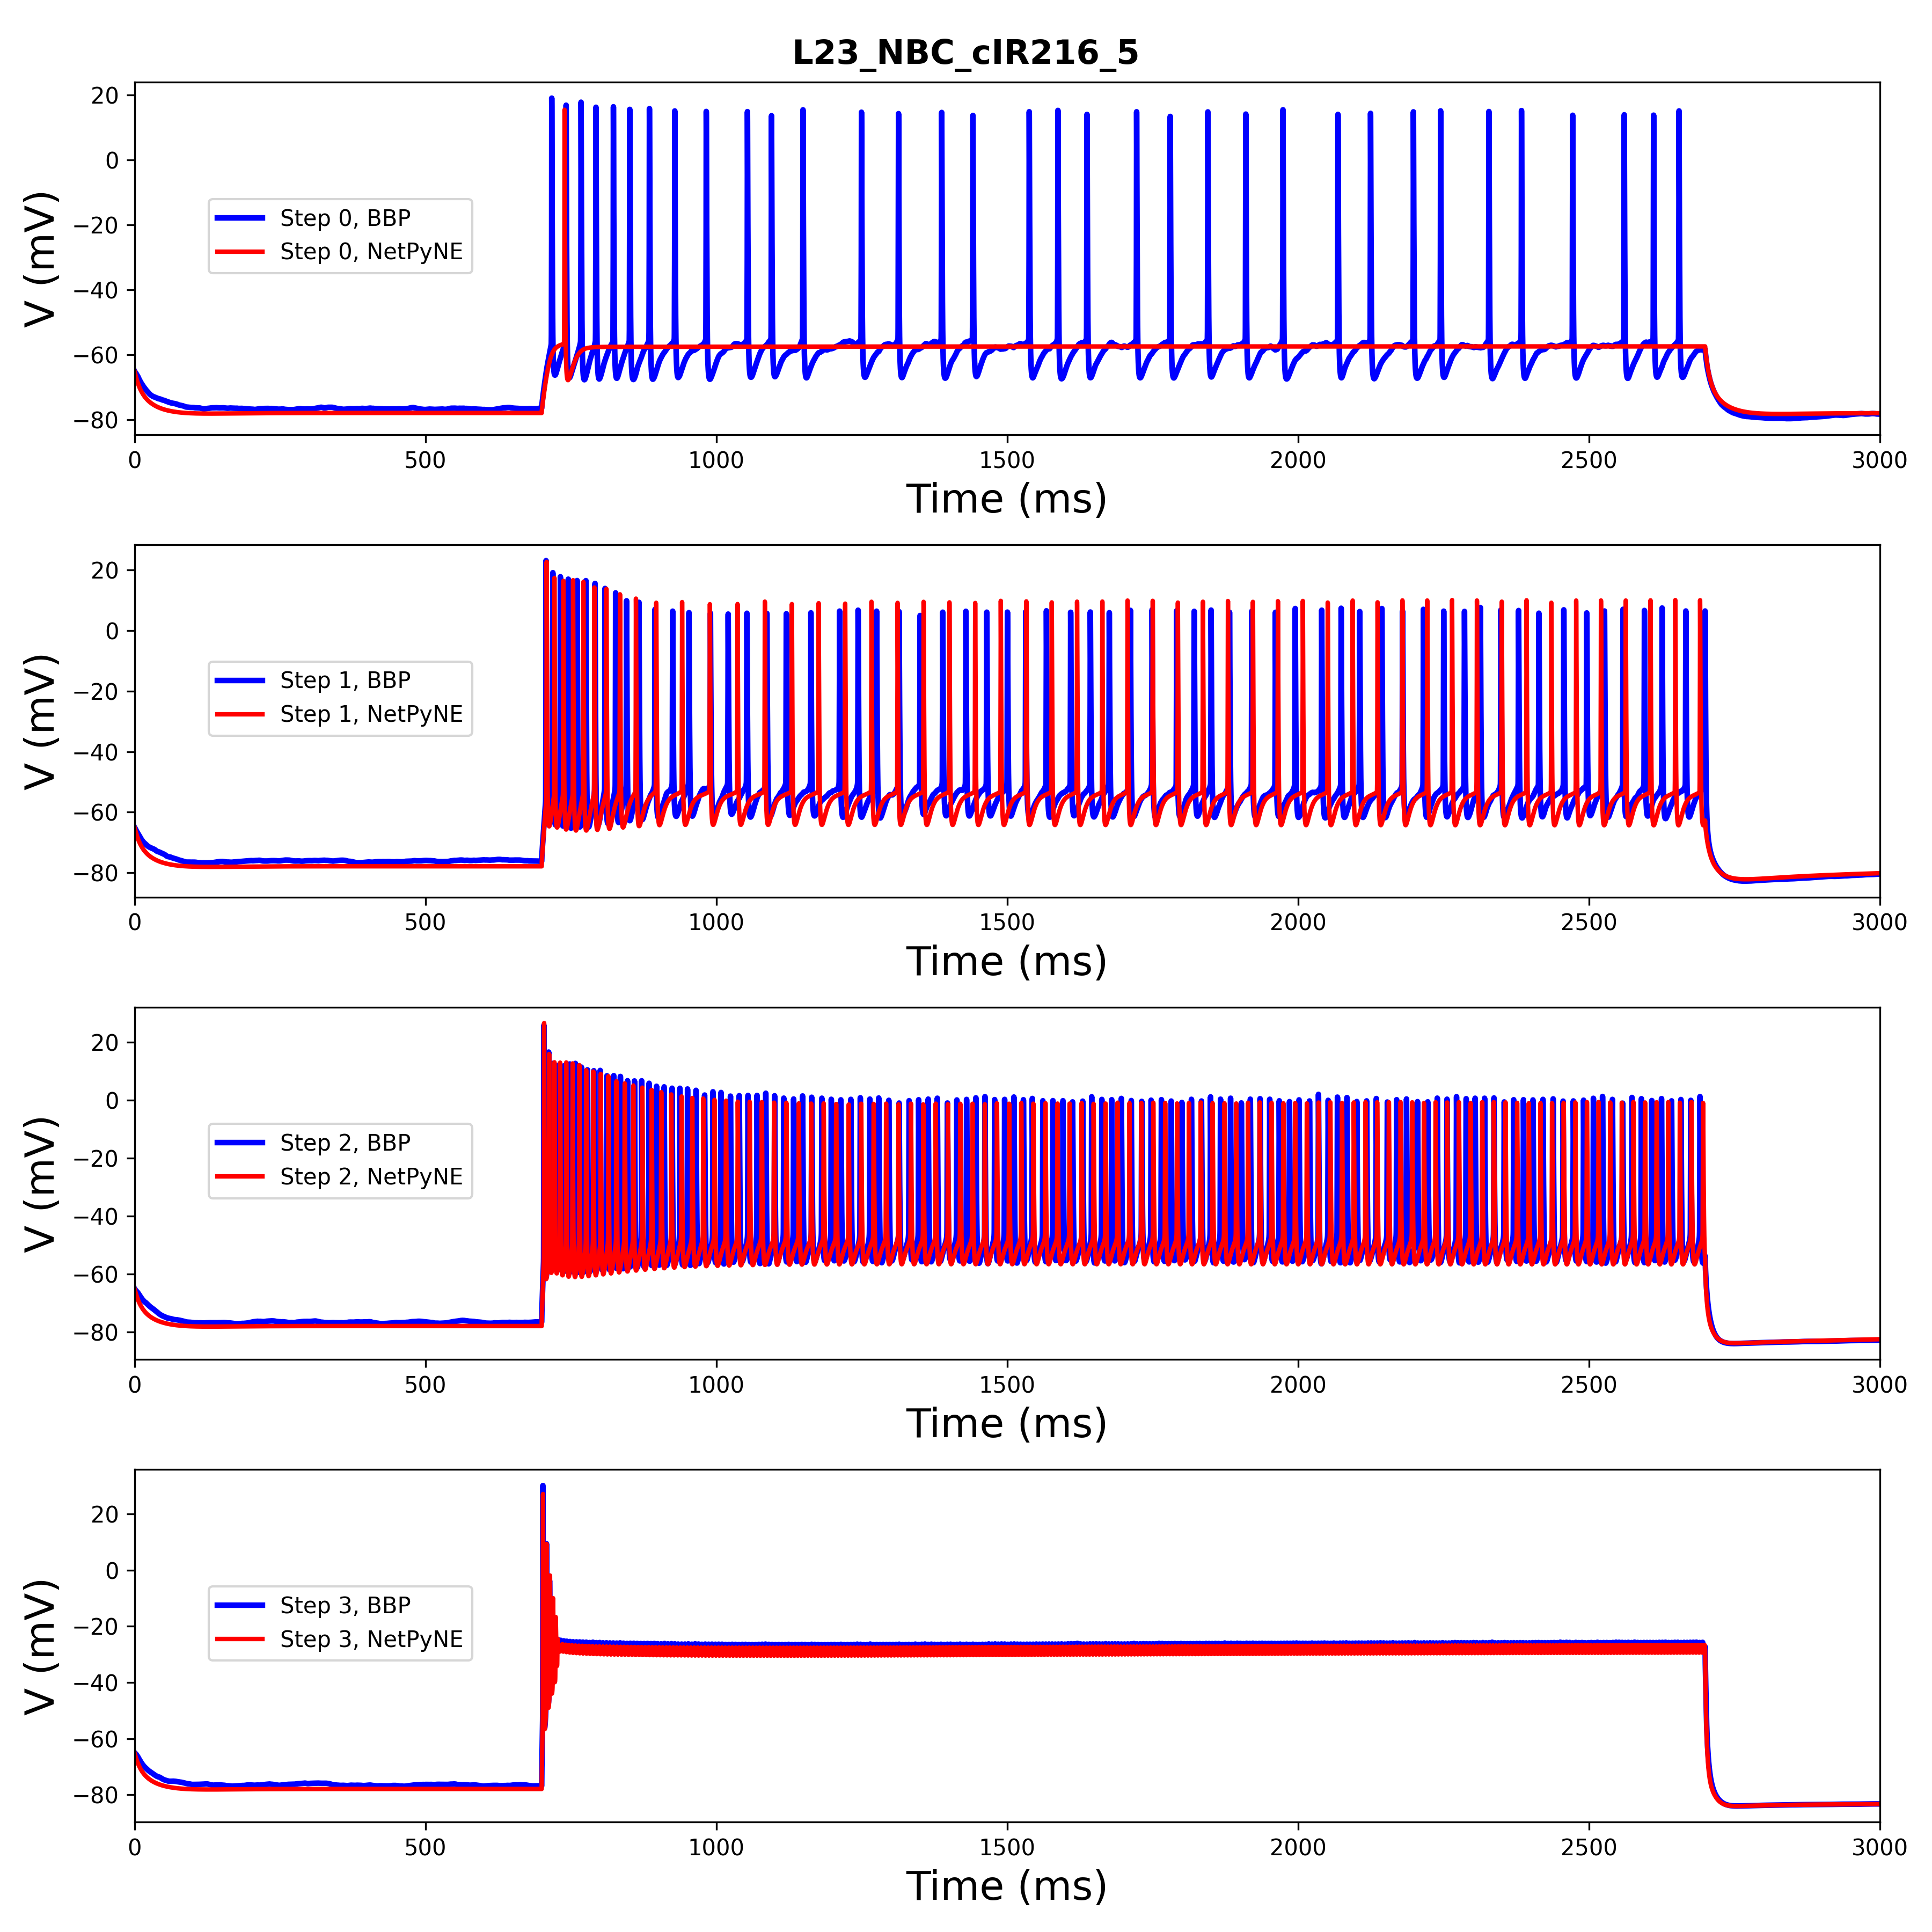 L23_NBC_cIR216_5
20
0
−20
−40
−60
−80
V (mV)
Step 0, BBP
Step 0, NetPyNE
0 500 1000 1500 2000 2500 3000
Time (ms)
20
0
−20
−40
−60
−80
V (mV)
Step 1, BBP
Step 1, NetPyNE
0 500 1000 1500 2000 2500 3000
Time (ms)
20
0
−20
−40
−60
−80
V (mV)
Step 2, BBP
Step 2, NetPyNE
0 500 1000 1500 2000 2500 3000
Time (ms)
20
0
−20
−40
−60
−80
V (mV)
Step 3, BBP
Step 3, NetPyNE
0 500 1000 1500 2000 2500 3000
Time (ms)